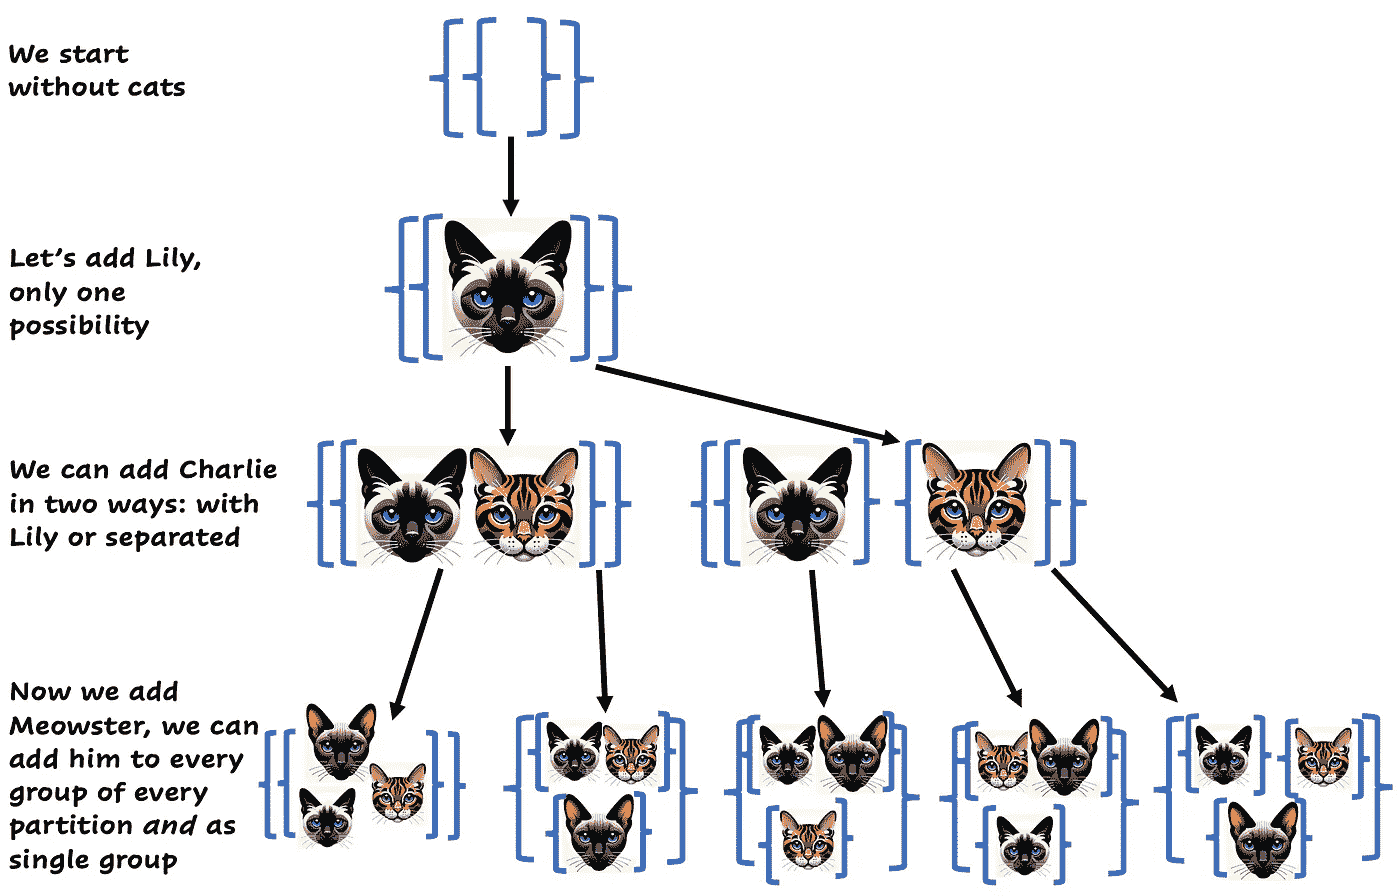 We start
without cats
Let's add Lily,
only one
possibility
We can add Charlie
in two ways: with
Lily or separated
Now we add
Meowster, we can
add him to every
group of every
partition and as
single group